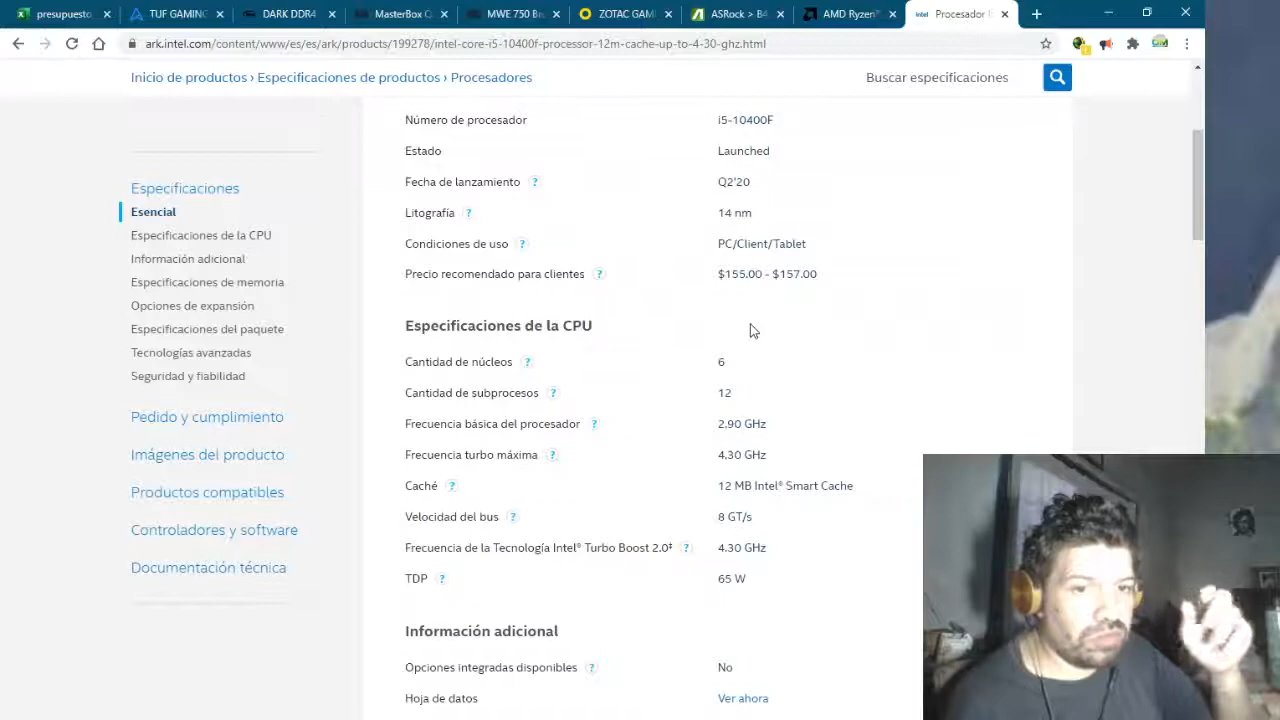 presupuesto
TUF GAMING
DARK DDR4
MasterBox Q
MWE 750 Br
ZOTAC GAM
ASRock > B4
AMD Ryzen™
Procesador
ark.intel.com/content/www/es/es/ark/products/199278/intel-core-i5-10400f-processor-12m-cache-up-to-4-30-ghz.html
Inicio de productos › Especificaciones de productos › Procesadores
Buscar especificaciones
Número de procesador i5-10400F
Estado Launched
Fecha de lanzamiento ? Q2'20
Litografía ? 14 nm
Condiciones de uso ? PC/Client/Tablet
Precio recomendado para clientes ? $155.00 - $157.00
Especificaciones
Esencial
Especificaciones de la CPU
Información adicional
Especificaciones de memoria
Opciones de expansión
Especificaciones del paquete
Tecnologías avanzadas
Seguridad y fiabilidad
Pedido y cumplimiento
Imágenes del producto
Productos compatibles
Controladores y software
Documentación técnica
Especificaciones de la CPU
Cantidad de núcleos ? 6
Cantidad de subprocesos ? 12
Frecuencia básica del procesador ? 2,90 GHz
Frecuencia turbo máxima ? 4,30 GHz
Caché ? 12 MB Intel® Smart Cache
Velocidad del bus ? 8 GT/s
Frecuencia de la Tecnología Intel® Turbo Boost 2.0‡ ? 4.30 GHz
TDP ? 65 W
Información adicional
Opciones integradas disponibles ? No
Hoja de datos Ver ahora